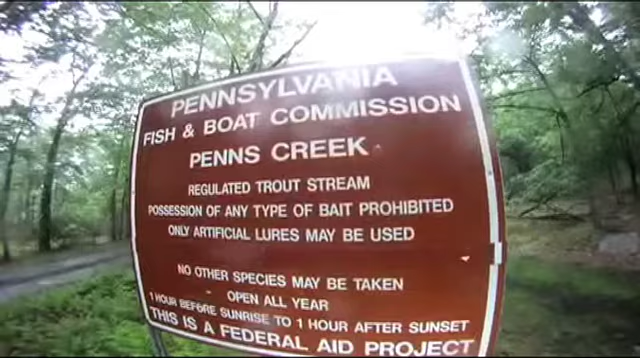 PENNSYLVANIA
FISH & BOAT COMMISSION
PENNS CREEK
REGULATED TROUT STREAM
POSSESSION OF ANY TYPE OF BAIT PROHIBITED
ONLY ARTIFICIAL LURES MAY BE USED
NO OTHER SPECIES MAY BE TAKEN
OPEN ALL YEAR
1 HOUR BEFORE SUNRISE TO 1 HOUR AFTER SUNSET
THIS IS A FEDERAL AID PROJECT